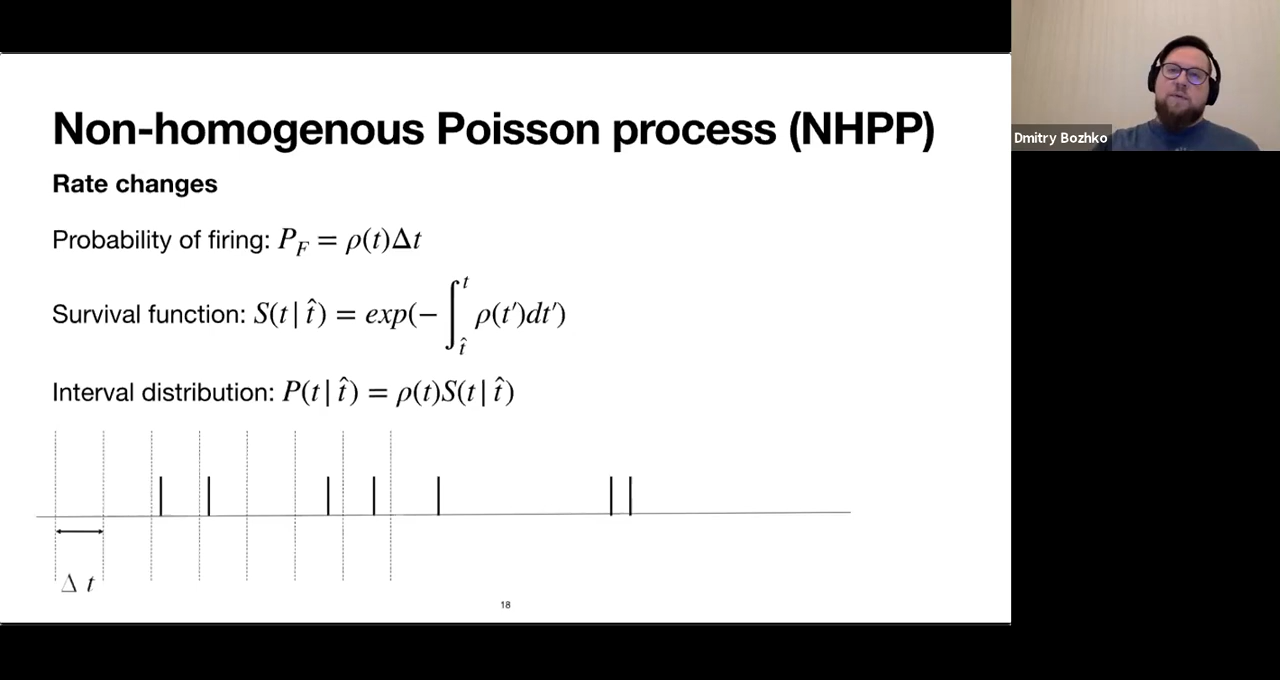 Non-homogenous Poisson process (NHPP)
Rate changes
Probability of firing: P_F = ρ(t)Δt
Survival function: S(t | t̂) = exp(− ∫_t̂^t ρ(t′)dt′)
Interval distribution: P(t | t̂) = ρ(t)S(t | t̂)
Δ t
18
Dmitry Bozhko